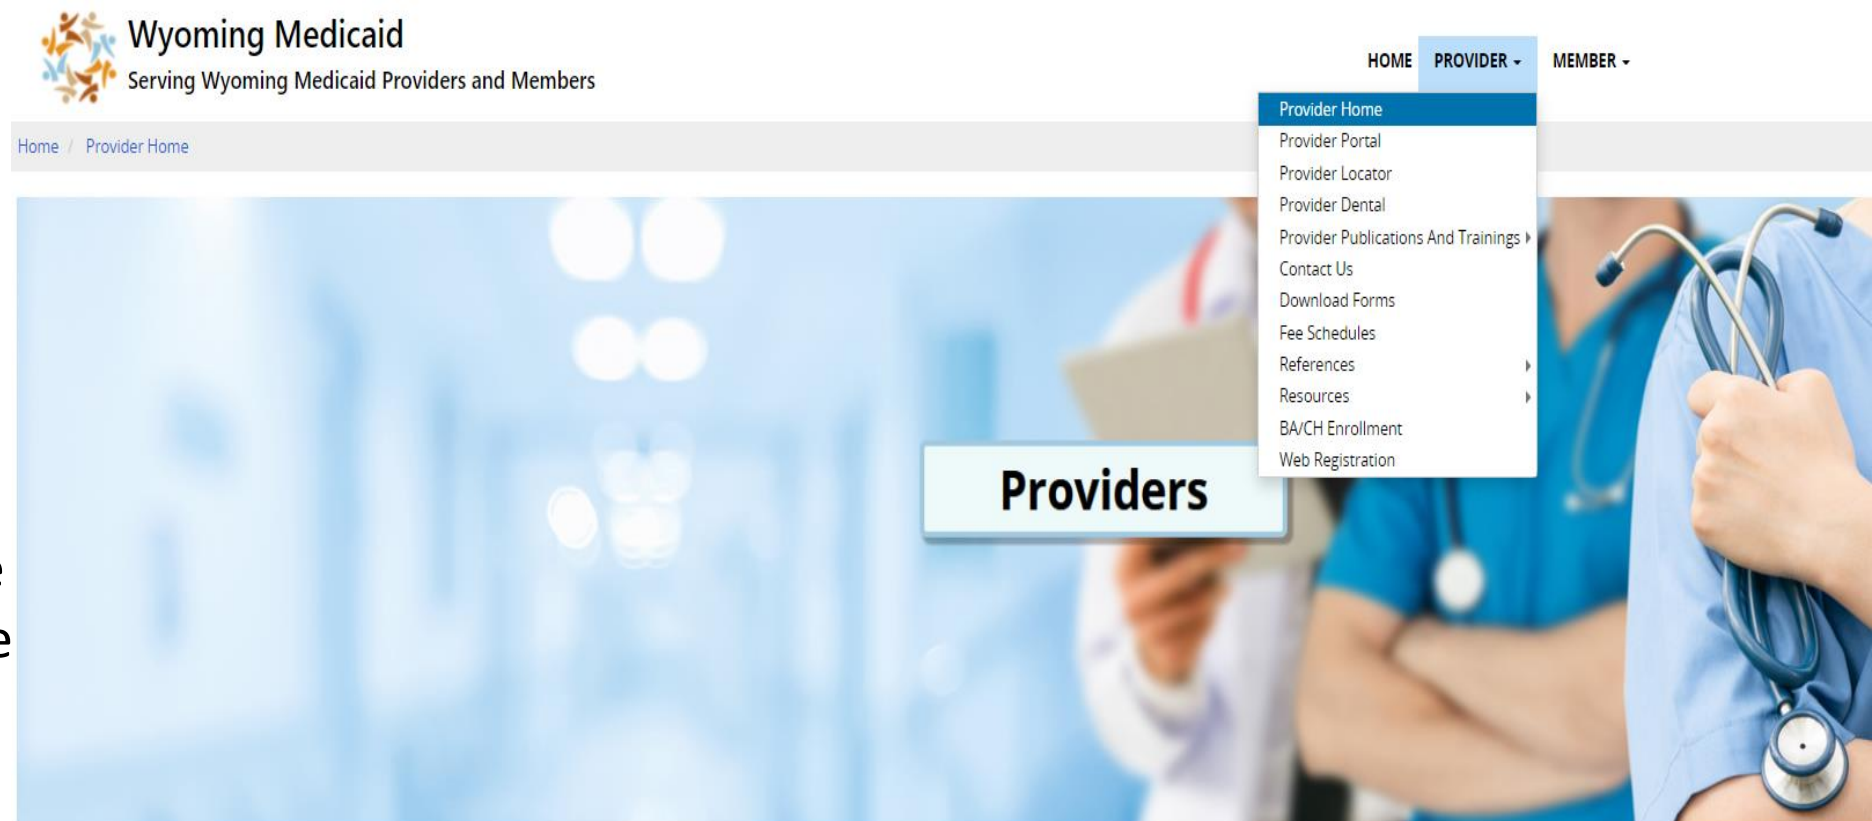 Wyoming Medicaid
Serving Wyoming Medicaid Providers and Members
HOME PROVIDER MEMBER
Home / Provider Home
Provider Home
Provider Portal
Provider Locator
Provider Dental
Provider Publications And Trainings
Contact Us
Download Forms
Fee Schedules
References
Resources
BA/CH Enrollment
Web Registration
Providers
e
e